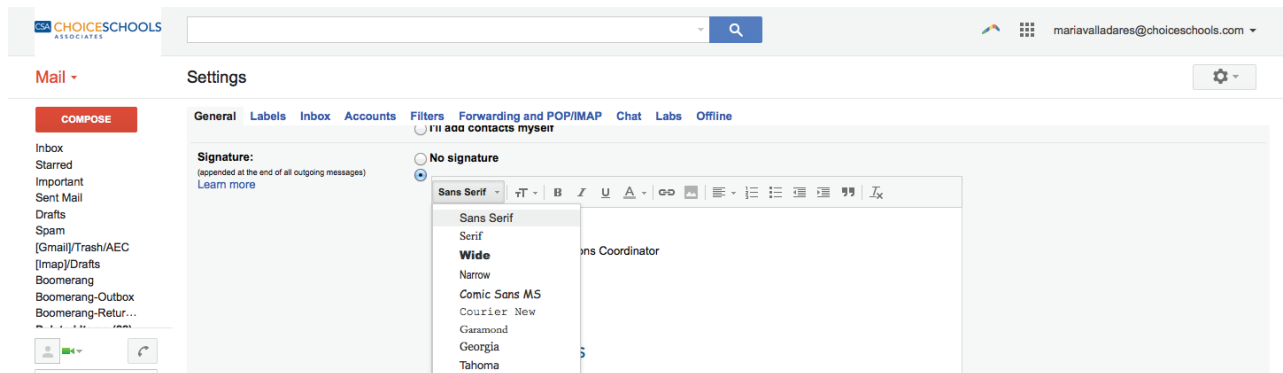 CSA CHOICESCHOOLS
ASSOCIATES
mariavalladares@choiceschools.com
Mail
Settings
COMPOSE
General Labels Inbox Accounts Filters Forwarding and POP/IMAP Chat Labs Offline
I'll add contacts myself
Inbox
Starred
Important
Sent Mail
Drafts
Spam
[Gmail]/Trash/AEC
[Imap]/Drafts
Boomerang
Boomerang-Outbox
Boomerang-Retur...
Signature:
(appended at the end of all outgoing messages)
Learn more
No signature
Sans Serif TT B I U A Tx
Sans Serif
Serif
Wide
Narrow
Comic Sans MS
Courier New
Garamond
Georgia
Tahoma
ons Coordinator
S